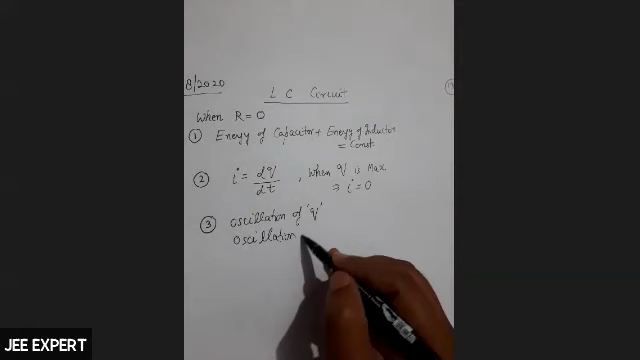 8/2020
L C Circuit
When R = 0
① Energy of Capacitor + Energy of Inductor
= Const.
② i = dq/dt , When q is Max
⇒ i = 0
③ Oscillation of 'q'
Oscillation
JEE EXPERT